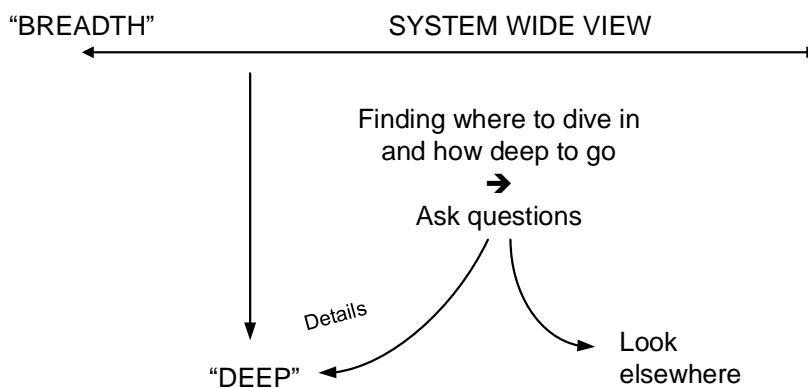 “BREADTH” SYSTEM WIDE VIEW
Finding where to dive in
and how deep to go
➔
Ask questions
Details
“DEEP”
Look
elsewhere